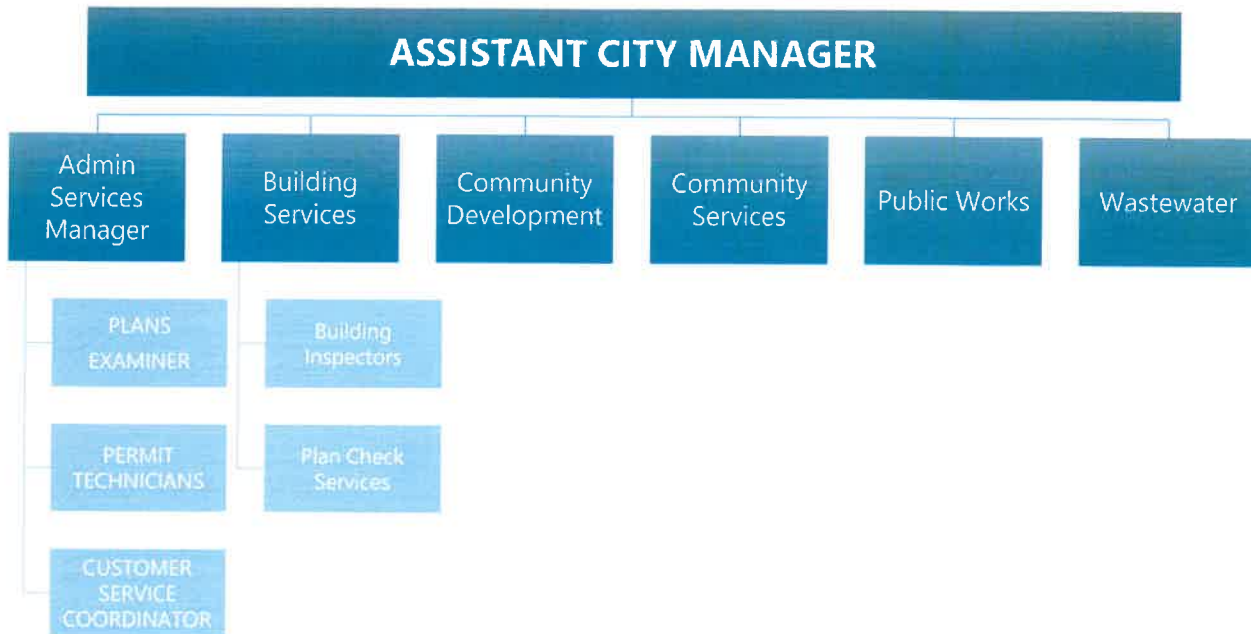 ASSISTANT CITY MANAGER
Admin
Services
Manager
Building
Services
Community
Development
Community
Services
Public Works
Wastewater
PLANS
EXAMINER
Building
Inspectors
PERMIT
TECHNICIANS
Plan Check
Services
CUSTOMER
SERVICE
COORDINATOR